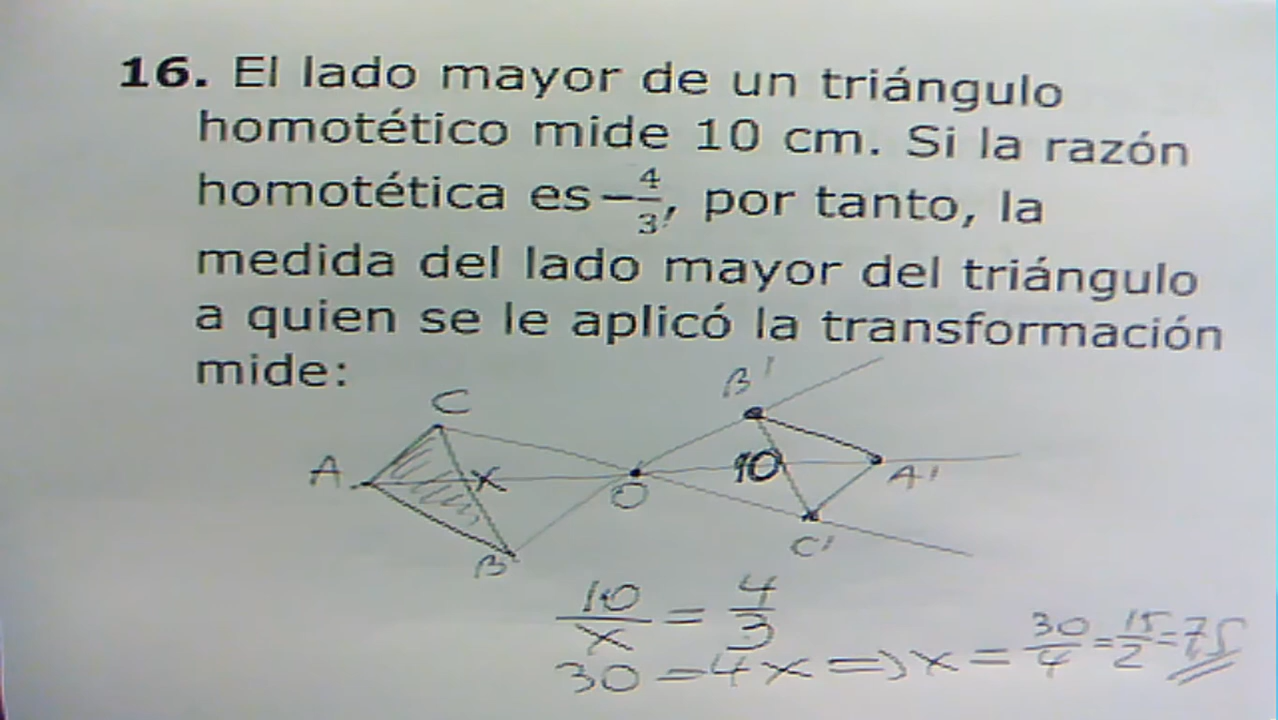 16. El lado mayor de un triángulo
homotético mide 10 cm. Si la razón
homotética es -4/3, por tanto, la
medida del lado mayor del triángulo
a quien se le aplicó la transformación
mide:
B'
C
A x 10 A'
O
C'
B
10/x = 4/3
30 = 4x => x = 30/4 = 15/2 = 7,5